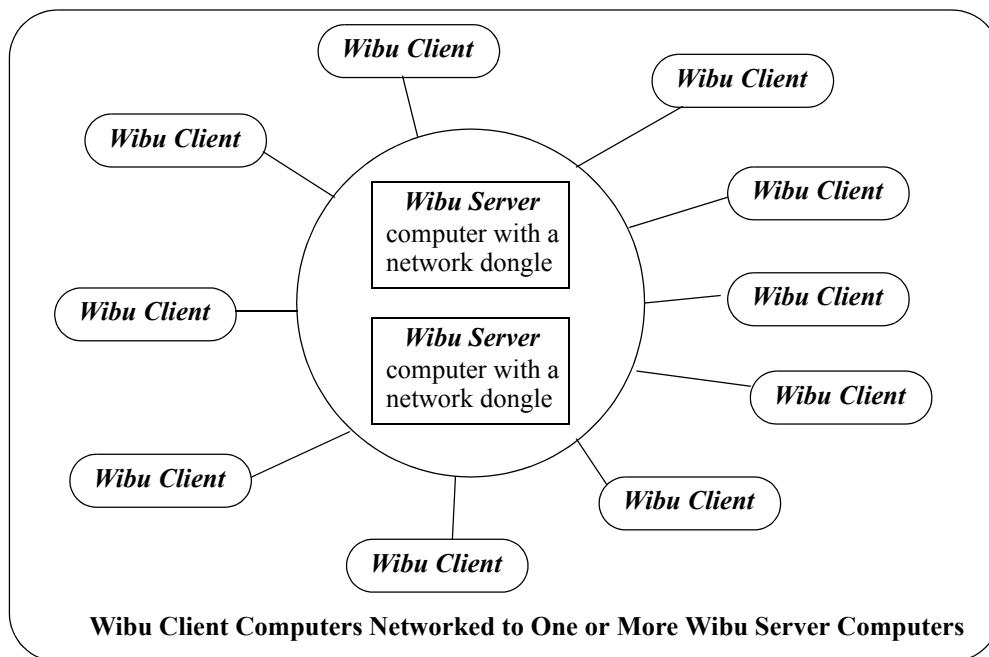 Wibu Client
Wibu Client
Wibu Client
Wibu Client
Wibu Server
computer with a
network dongle
Wibu Client
Wibu Client
Wibu Server
computer with a
network dongle
Wibu Client
Wibu Client
Wibu Client
Wibu Client
Wibu Client Computers Networked to One or More Wibu Server Computers